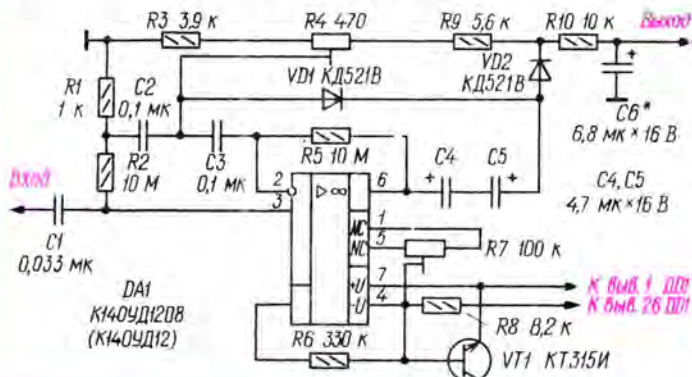 R3 3,9 к
R4 470
R9 5,6 к
R10 10 к
Выход
VD1 КД521В
VD2
КД521В
R1
1 к
C2
0,1 мк
C6*
6,8 мк × 16 В
R2
10 М
C3
0,1 мк
R5 10 М
C4
C5
C4, C5
4,7 мк × 16 В
Вход
2
3
▷ ∞
6
NC
NC
1
5
R7 100 к
C1
0,033 мк
+U
-U
7
4
К выв. 1 DD1
К выв. 26 DD1
DA1
К140УД1208
(К140УД12)
R6 330 к
R8 8,2 к
VT1 КТ315И